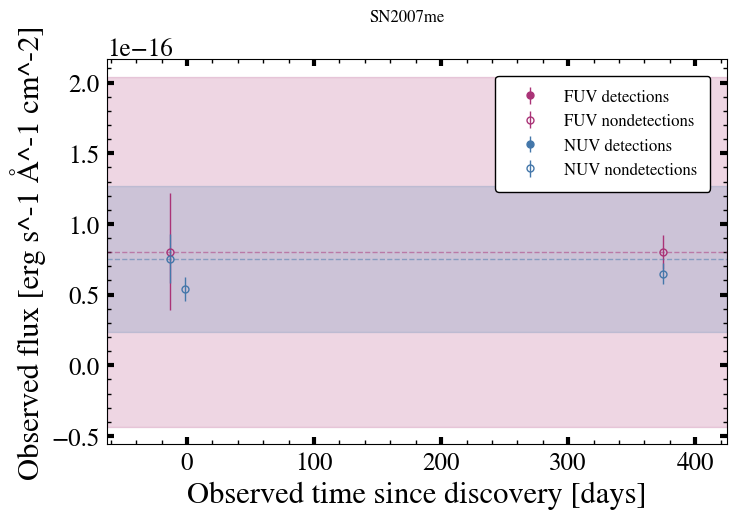 SN2007me
1e−16
2.0
1.5
1.0
0.5
0.0
−0.5
Observed flux [erg s^-1 Å^-1 cm^-2]
FUV detections
FUV nondetections
NUV detections
NUV nondetections
0 100 200 300 400
Observed time since discovery [days]